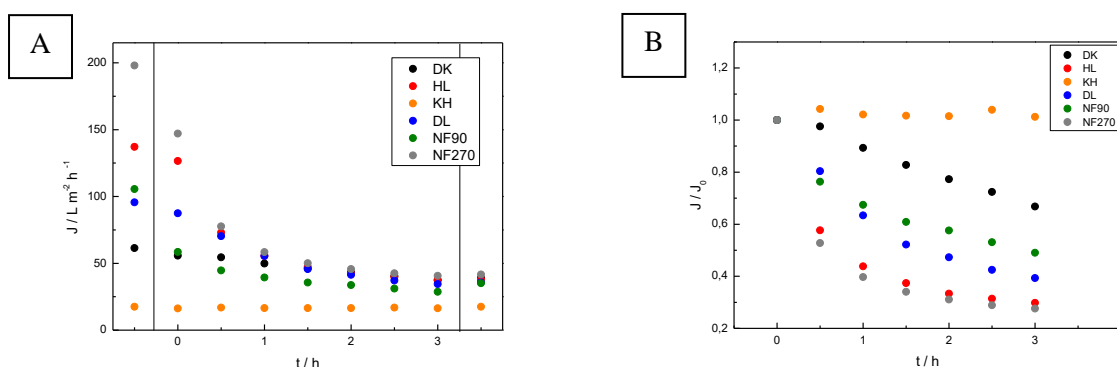 A
200
150
100
50
0
J / L m⁻² h⁻¹
0 1 2 3
t / h
DK
HL
KH
DL
NF90
NF270
B
1,2
1,0
0,8
0,6
0,4
0,2
J / J₀
0 1 2 3
t / h
DK
HL
KH
DL
NF90
NF270